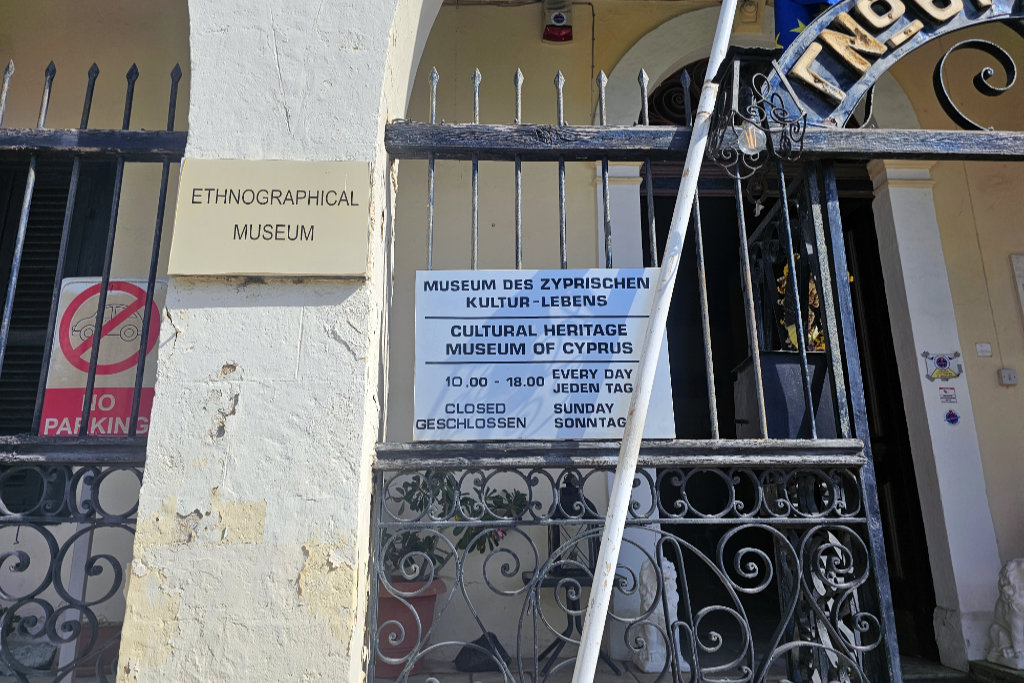 ETHNOGRAPHICAL
MUSEUM
NO
PARKING
MUSEUM DES ZYPRISCHEN
KULTUR-LEBENS
CULTURAL HERITAGE
MUSEUM OF CYPRUS
10.00 - 18.00 EVERY DAY
JEDEN TAG
CLOSED SUNDAY
GESCHLOSSEN SONNTAG